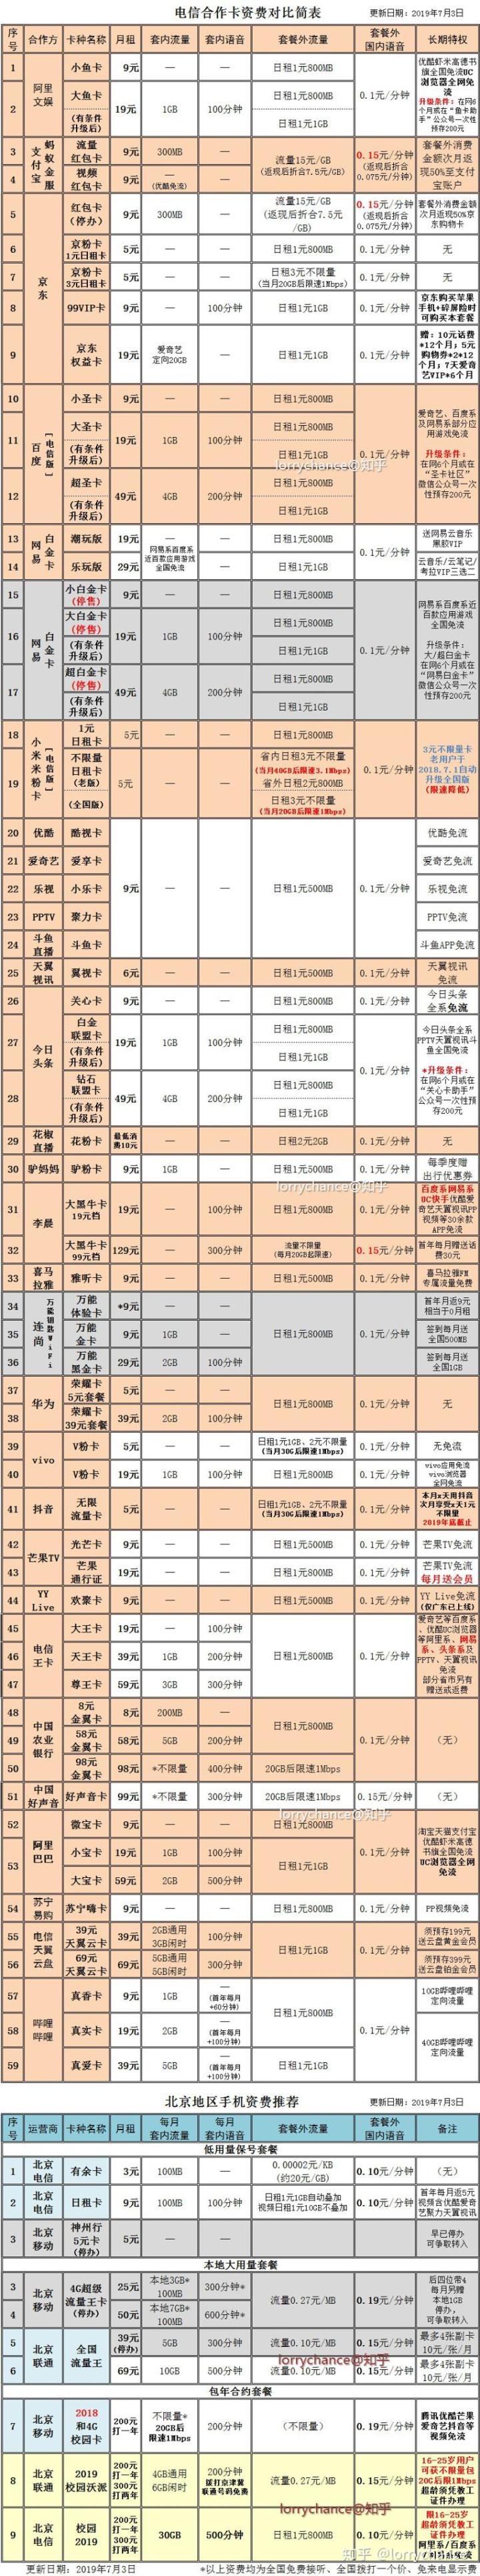 电信合作卡资费对比简表 更新日期：2019年7月3日
序号 合作方 卡种名称 月租 套内流量 套内语音 套餐外流量 套餐外国内语音 长期特权
1 阿里文娱 小鱼卡 9元 — — 日租1元800MB 0.1元/分钟 优酷虾米高德书旗全国免流UC浏览器全网免流
2 大鱼卡 19元 1GB 100分钟 日租1元800MB
(有条件升级后) 日租1元1GB 升级条件：在网6个月或在“鱼卡助手”公众号一次性预存200元
3 蚂蚁金服 支付宝 流量红包卡 9元 300MB — 流量15元/GB (返现后折合7.5元/GB) 0.15元/分钟 (返现后折合0.075元/分钟) 套餐外消费金额次月返现50%至支付宝账户
4 视频红包卡 9元 — (优酷免流) —
5 京东 红包卡(停办) 9元 300MB — 流量15元/GB (返现后折合7.5元/GB) 0.15元/分钟 (返现后折合0.075元/分钟) 套餐外消费金额次月返现50%京东购物卡
6 京粉卡 1元日租卡 5元 — — 日租1元800MB 0.1元/分钟 无
7 京粉卡 3元日租卡 5元 — — 日租3元不限量 (当月20GB后限速1Mbps) 0.1元/分钟 无
8 99VIP卡 9元 — 100分钟 日租1元1GB 0.1元/分钟 京东购买苹果手机+碎屏险时可购买本套餐
9 京东权益卡 19元 爱奇艺定向20GB — 日租1元1GB 0.1元/分钟 赠：10元话费*12个月；5元购物券*2*12个月；7天爱奇艺VIP*6个月
10 百度 [电信版] 小圣卡 9元 — — 日租1元800MB 0.1元/分钟 爱奇艺、百度系及网易系部分应用游戏免流
11 大圣卡 19元 1GB 100分钟 日租1元800MB
(有条件升级后) 日租1元1GB 升级条件：在网6个月或在“圣卡社区”微信公众号一次性预存200元
12 超圣卡 49元 4GB 200分钟 日租1元800MB
(有条件升级后) 日租1元1GB
13 网易 白金卡 潮玩版 19元 网易系百度系近百款应用游戏全国免流 — 日租1元800MB 0.1元/分钟 送网易云音乐黑胶VIP
14 乐玩版 29元 — 日租1元1GB 云音乐/云笔记/考拉VIP三选二
15 网易 白金卡 小白金卡(停售) 9元 — — 日租1元800MB 0.1元/分钟 网易系百度系近百款应用游戏全国免流
16 大白金卡(停售) 19元 1GB 100分钟 日租1元800MB
(有条件升级后) 日租1元1GB 升级条件：大/超白金卡在网6个月或在“网易白金卡”微信公众号一次性预存200元
17 超白金卡(停售) 49元 4GB 200分钟 日租1元800MB
(有条件升级后) 日租1元1GB
18 小米米粉卡 [电信版] 1元日租卡 5元 — — 日租1元800MB 0.1元/分钟 3元不限量卡老用户于2018.7.1自动升级全国版(限速降低)
19 不限量日租卡(老版) 5元 — — 省内日租3元不限量 (当月40GB后限速3.1Mbps) 省外日租2元800MB
(全国版) 日租3元不限量 (当月20GB后限速1Mbps)
20 优酷 酷视卡 9元 — — 日租1元500MB 0.1元/分钟 优酷免流
21 爱奇艺 爱享卡 — — 0.1元/分钟 爱奇艺免流
22 乐视 小乐卡 — — 0.1元/分钟 乐视免流
23 PPTV 聚力卡 — — 0.1元/分钟 PPTV免流
24 斗鱼直播 斗鱼卡 — — 0.1元/分钟 斗鱼APP免流
25 天翼视讯 翼视卡 6元 — — 日租1元500MB 0.1元/分钟 天翼视讯免流
26 今日头条 关心卡 9元 — — 日租1元800MB 0.1元/分钟 今日头条全系免流
27 白金联盟卡 19元 1GB 100分钟 日租1元800MB 今日头条全系PPTV天翼视讯斗鱼全国免流
(有条件升级后) 日租1元1GB *升级条件：在网6个月或在“关心卡助手”公众号一次性预存200元
28 钻石联盟卡 49元 4GB 200分钟 日租1元800MB
(有条件升级后) 日租1元1GB
29 花椒直播 花粉卡 最低消费10元 — — 日租2元2GB 0.1元/分钟 无
30 驴妈妈 驴粉卡 9元 1GB — 日租1元500MB 0.1元/分钟 每季度赠出行优惠券
31 李晨 大黑牛卡19元档 19元 — 100分钟 日租1元800MB 0.1元/分钟 百度系网易系UC快手优酷爱奇艺天翼视讯PP视频等30余款APP免流
32 大黑牛卡99元档 129元 — 300分钟 流量不限量 (每月20GB起限速) 0.15元/分钟 首年每月赠送话费30元
33 喜马拉雅 雅听卡 9元 — — 日租1元500MB 0.1元/分钟 喜马拉雅FM专属流量免费
34 连尚 万能钥匙WiFi 万能体验卡 *9元 — — 日租1元800MB 0.1元/分钟 首年月返9元相当于0月租
35 万能金卡 9元 1GB — 签到每月送全国500MB
36 万能黑金卡 29元 2GB 100分钟 签到每月送全国1GB
37 华为 荣耀卡5元套餐 5元 — — 日租1元800MB 0.1元/分钟 无
38 荣耀卡39元套餐 39元 2GB 100分钟 0.1元/分钟
39 vivo V粉卡 5元 — — 日租1元1GB、2元不限量 (当月30G后限速1Mbps) 0.1元/分钟 无免流
40 V粉卡 19元 1GB 100分钟 日租1元800MB 0.1元/分钟 vivo应用免流vivo浏览器全网免流
41 抖音 无限流量卡 5元 — — 日租1元1GB、2元不限量 (当月30G后限速1Mbps) 0.1元/分钟 本月x天用抖音次月享受x天1元不限量2019年底截止
42 芒果TV 光芒卡 9元 — — 日租1元500MB 0.1元/分钟 芒果TV免流
43 芒果通行证 19元 — — 日租1元800MB 0.1元/分钟 芒果TV免流每月送会员
44 YY Live 欢聚卡 9元 — — 日租1元500MB 0.1元/分钟 YY Live免流(仅广东已上线)
45 电信王卡 大王卡 19元 — 100分钟 日租1元800MB 0.1元/分钟 爱奇艺等百度系、优酷UC浏览器等阿里系、网易系、头条系及PPTV、天翼视讯免流
46 天王卡 39元 1GB 200分钟
47 尊王卡 59元 3GB 300分钟 部分省市另有赠送或返费
48 中国农业银行 8元金翼卡 8元 200MB — 日租1元800MB 0.1元/分钟 （无）
49 58元金翼卡 58元 5GB 200分钟
50 98元金翼卡 98元 *不限量 400分钟 20GB后限速1Mbps
51 中国好声音 好声音卡 99元 *不限量 300分钟 20GB后限速1Mbps 0.15元/分钟 （无）
52 阿里巴巴 微宝卡 9元 — — 日租1元800MB 0.1元/分钟 淘宝天猫支付宝优酷虾米高德书旗全国免流UC浏览器全网免流
53 小宝卡 19元 1GB 100分钟 日租1元1GB
大宝卡 59元 2GB 500分钟
54 苏宁易购 苏宁嗨卡 9元 — — 日租1元800MB 0.1元/分钟 PP视频免流
55 电信天翼云盘 39元天翼云卡 39元 2GB通用3GB闲时 100分钟 日租1元1GB 0.1元/分钟 须预存199元送云盘黄金会员
56 69元天翼云卡 69元 5GB通用5GB闲时 300分钟 须预存399元送云盘铂金会员
57 哔哩哔哩 真香卡 9元 1GB — (首年每月+60分钟) 日租1元800MB 0.1元/分钟 10GB哔哩哔哩定向流量
58 真实卡 19元 2GB — (首年每月+100分钟) 40GB哔哩哔哩定向流量
59 真爱卡 39元 5GB — (首年每月+100分钟) 日租1元1GB
北京地区手机资费推荐 更新日期：2019年7月3日
序号 运营商 卡种名称 月租 每月套内流量 每月套内语音 套餐外流量 套餐外国内语音 备注
低用量保号套餐
1 北京电信 有余卡 3元 100MB — 0.00002元/KB (约20元/GB) 0.10元/分钟 （无）
2 北京电信 日租卡 9元 100MB — 日租1元1GB自动叠加 视频日租1元10GB不叠加 0.10元/分钟 首年每月返5元 视频含优酷爱奇艺聚力天翼视讯
3 北京移动 神州行5元卡(停办) 5元 — — 早已停办可争取转入
本地大用量套餐
3 北京移动 4G超级流量王卡(停办) 25元 本地3GB* 100MB 300分钟* 流量0.27元/MB 0.19元/分钟 后四位带4每月另赠本地1GB 停办，可争取转入
4 50元 本地7GB* 100MB 600分钟*
5 北京联通 全国流量王 39元(停办) 5GB 300分钟 流量0.10元/MB 0.15元/分钟 最多4张副卡10元/张/月
6 69元 10GB 500分钟 流量0.10元/MB 0.15元/分钟 最多4张副卡10元/张/月
包年合约套餐
7 北京移动 2018和4G校园卡 200元打一年 不限量* 20GB后限速1Mbps 200分钟 （不限量） 0.19元/分钟 腾讯优酷芒果爱奇艺抖音等视频免流
8 北京联通 2019校园沃派 200元打一年 300元打两年 4GB通用6GB闲时 200分钟 拨打京津冀联通号码免费 流量0.27元/MB 0.15元/分钟 16-25岁用户可获不限量包20G后限1Mbps 超龄须凭教工证件办理
9 北京电信 校园2019 200元打一年 300元打两年 30GB 500分钟 日租1元800MB 0.10元/分钟 限16-25岁 超龄须凭教工证件办理 阿里系/百度系
更新日期：2019年7月3日 *以上资费均为全国免费接听、全国拨打一个价、免来电显示费
lorrychance@知乎
lorrychance@知乎
lorrychance@知乎
lorrychance@知乎
lorrychance@知乎
知乎 @lorrychance